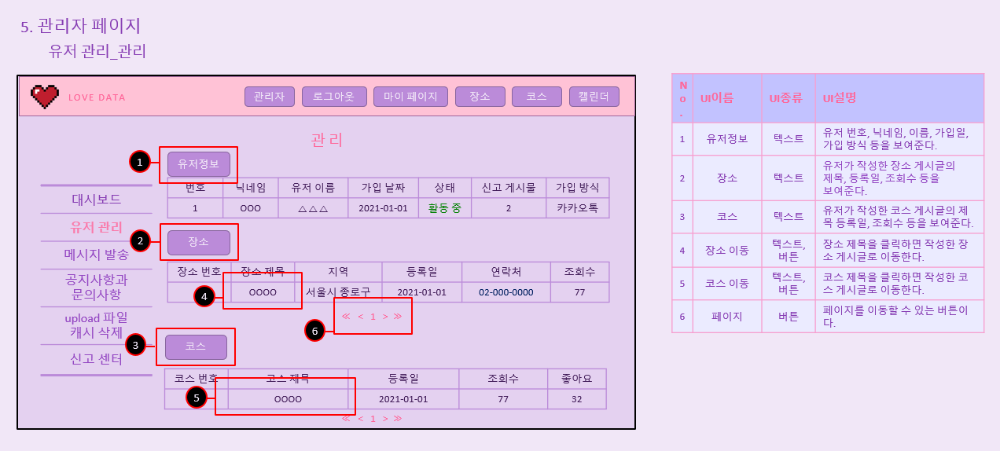 5. 관리자 페이지
유저 관리_관리
LOVE DATA
관리자 로그아웃 마이 페이지 장소 코스 캘린더
관 리
대시보드
유저 관리
메시지 발송
공지사항과
문의사항
upload 파일
캐시 삭제
신고 센터
1
유저정보
번호 닉네임 유저 이름 가입 날짜 상태 신고 게시물 가입 방식
1 OOO △△△ 2021-01-01 활동 중 2 카카오톡
2
장소
장소 번호 장소 제목 지역 등록일 연락처 조회수
4
OOOO 서울시 종로구 2021-01-01 02-000-0000 77
6
≪ < 1 > ≫
3
코스
코스 번호 코스 제목 등록일 조회수 좋아요
5
OOOO 2021-01-01 77 32
≪ < 1 > ≫
No. UI이름 UI종류 UI설명
1 유저정보 텍스트 유저 번호, 닉네임, 이름, 가입일,
가입 방식 등을 보여준다.
2 장소 텍스트 유저가 작성한 장소 게시글의
제목, 등록일, 조회수 등을
보여준다.
3 코스 텍스트 유저가 작성한 코스 게시글의 제
목 등록일, 조회수 등을 보여준다.
4 장소 이동 텍스트,
버튼 장소 제목을 클릭하면 작성한 장
소 게시글로 이동한다.
5 코스 이동 텍스트,
버튼 코스 제목을 클릭하면 작성한 코
스 게시글로 이동한다.
6 페이지 버튼 페이지를 이동할 수 있는 버튼이
다.